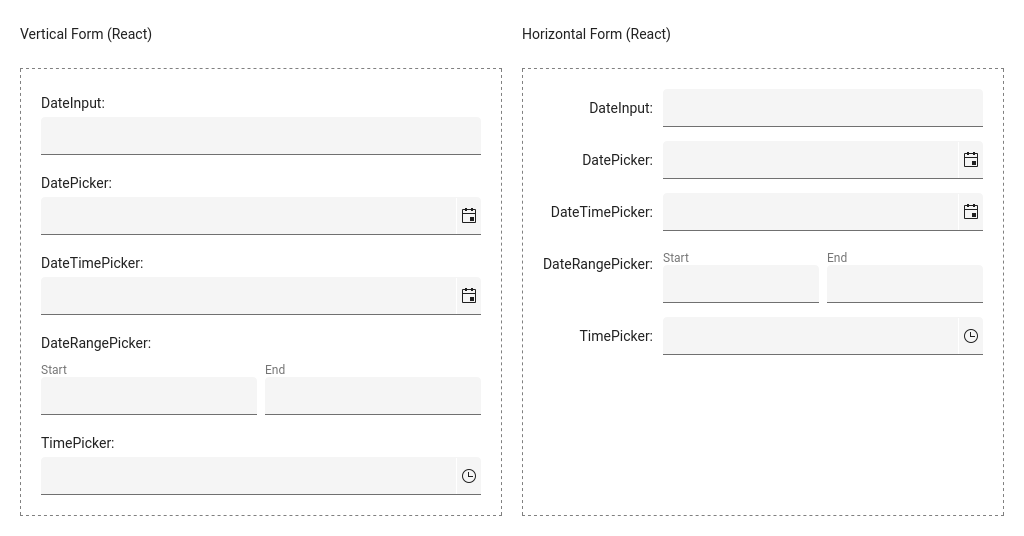 Vertical Form (React)
DateInput:
DatePicker:
DateTimePicker:
DateRangePicker:
Start End
TimePicker:
Horizontal Form (React)
DateInput:
DatePicker:
DateTimePicker:
DateRangePicker: Start End
TimePicker: